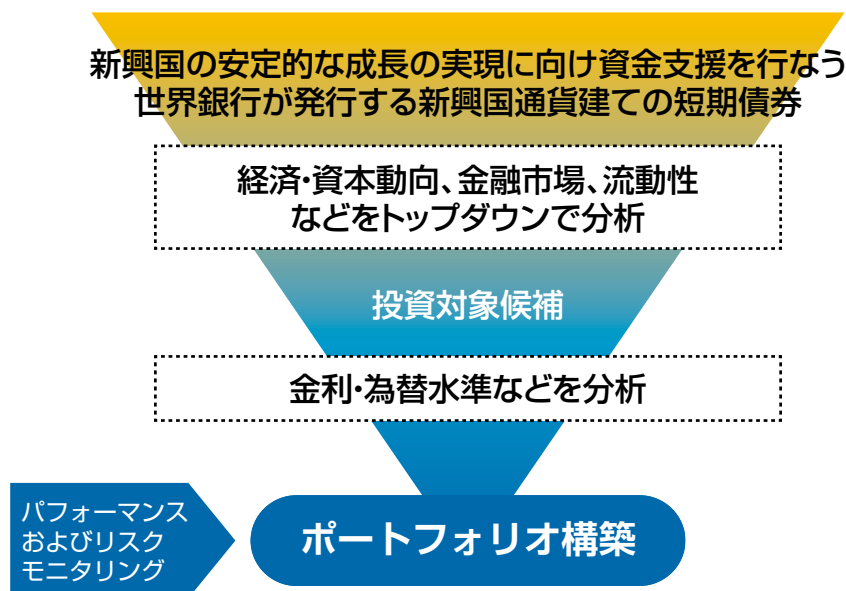 新興国の安定的な成長の実現に向け資金支援を行なう
世界銀行が発行する新興国通貨建ての短期債券
経済・資本動向、金融市場、流動性
などをトップダウンで分析
投資対象候補
金利・為替水準などを分析
パフォーマンス
およびリスク
モニタリング
ポートフォリオ構築